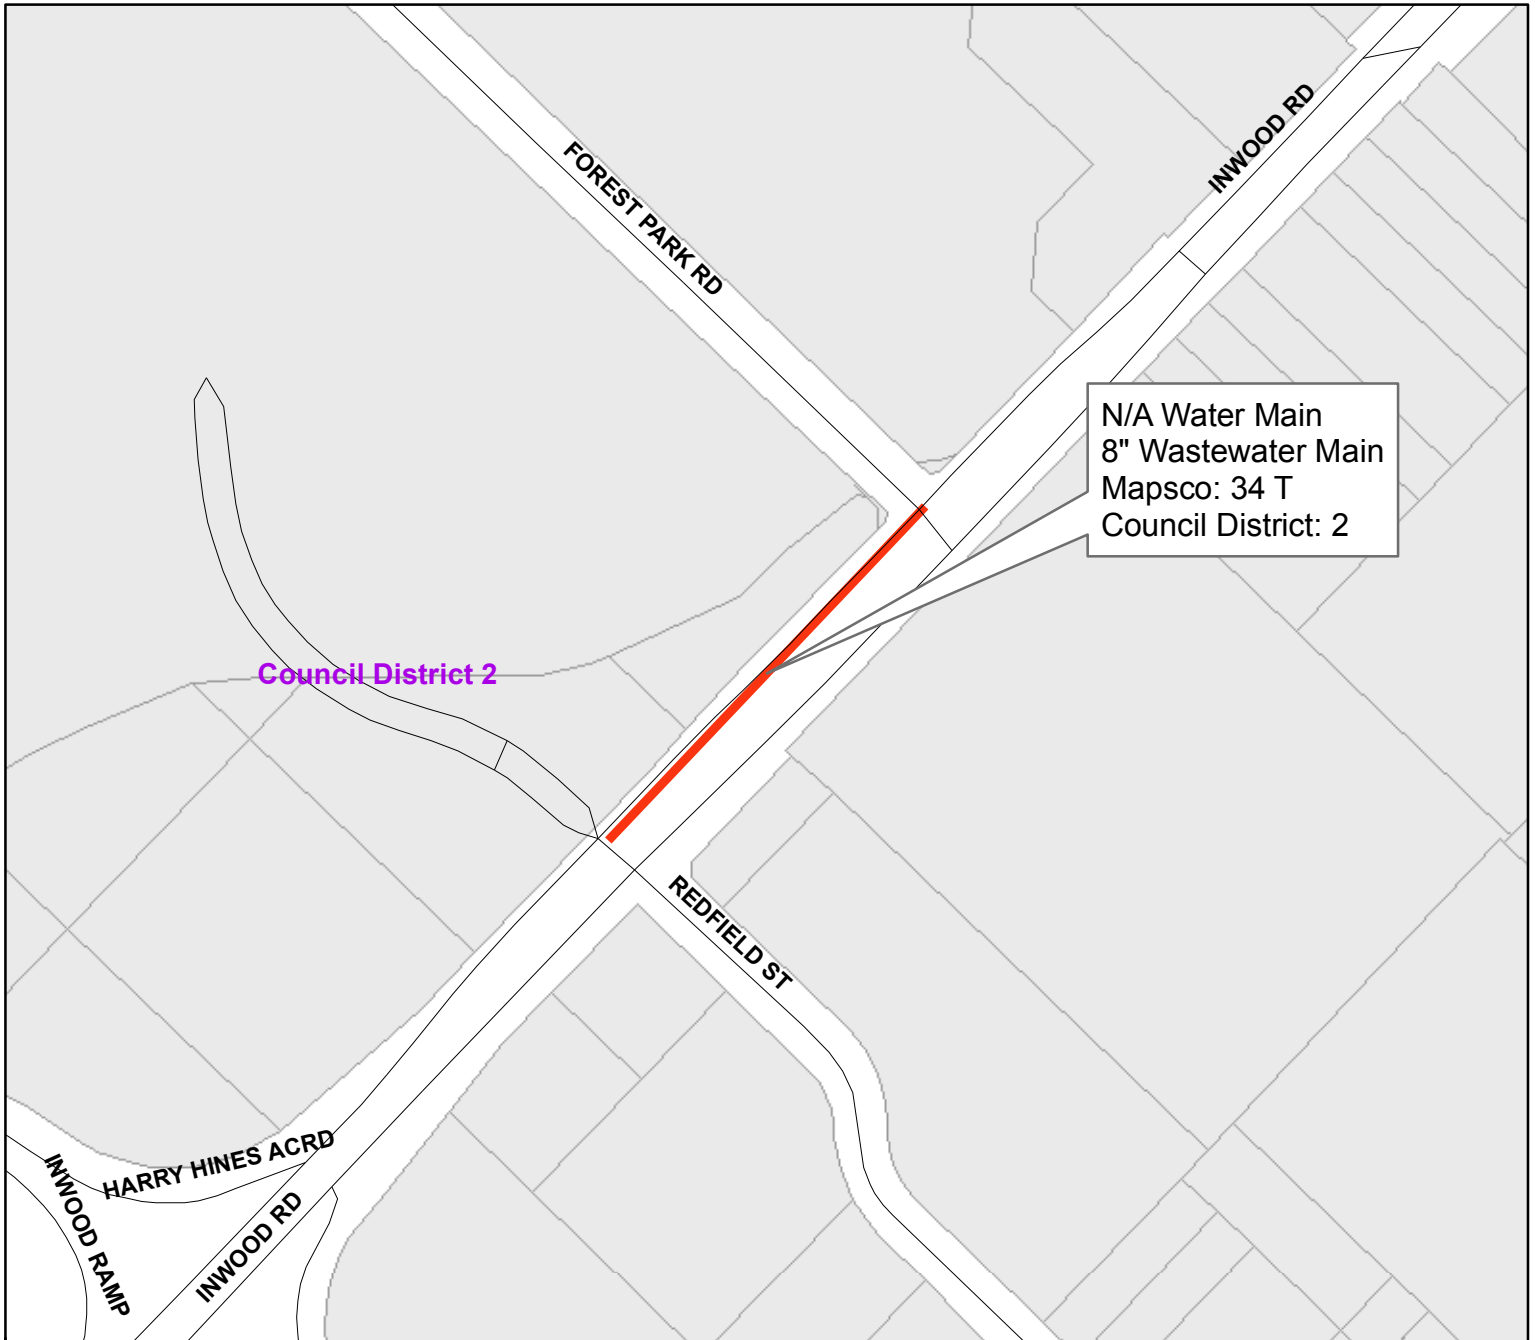 INWOOD RD
FOREST PARK RD
N/A Water Main
8" Wastewater Main
Mapsco: 34 T
Council District: 2
Council District 2
REDFIELD ST
HARRY HINES ACRD
INWOOD RAMP
INWOOD RD